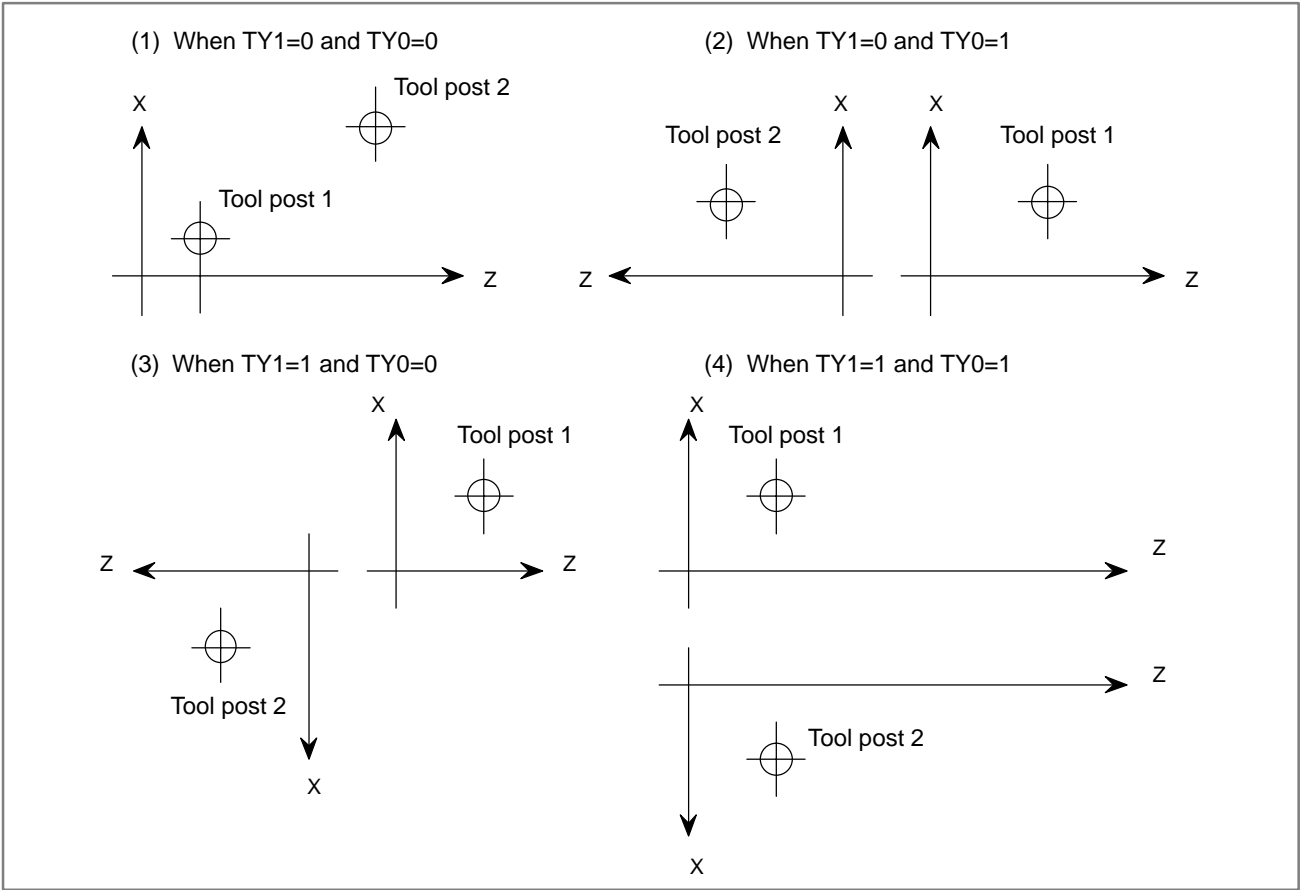 (1) When TY1=0 and TY0=0
X
Tool post 2
Tool post 1
Z
(2) When TY1=0 and TY0=1
X
X
Tool post 2
Tool post 1
Z
Z
(3) When TY1=1 and TY0=0
X
Tool post 1
Z
Z
Tool post 2
X
(4) When TY1=1 and TY0=1
X
Tool post 1
Z
Z
Tool post 2
X